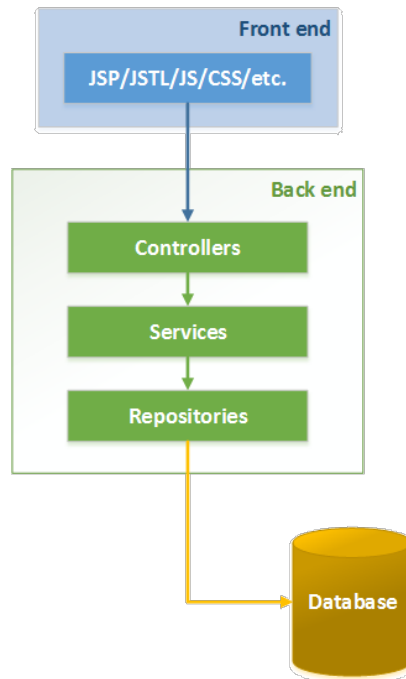 Front end
JSP/JSTL/JS/CSS/etc.
Back end
Controllers
Services
Repositories
Database